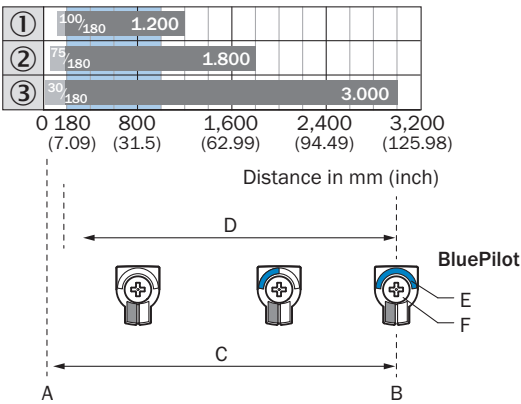 ① 100/180 1.200
② 75/180 1.800
③ 30/180 3.000
0 180 800 1,600 2,400 3,200
(7.09) (31.5) (62.99) (94.49) (125.98)
Distance in mm (inch)
D
BluePilot
E
F
C
A B